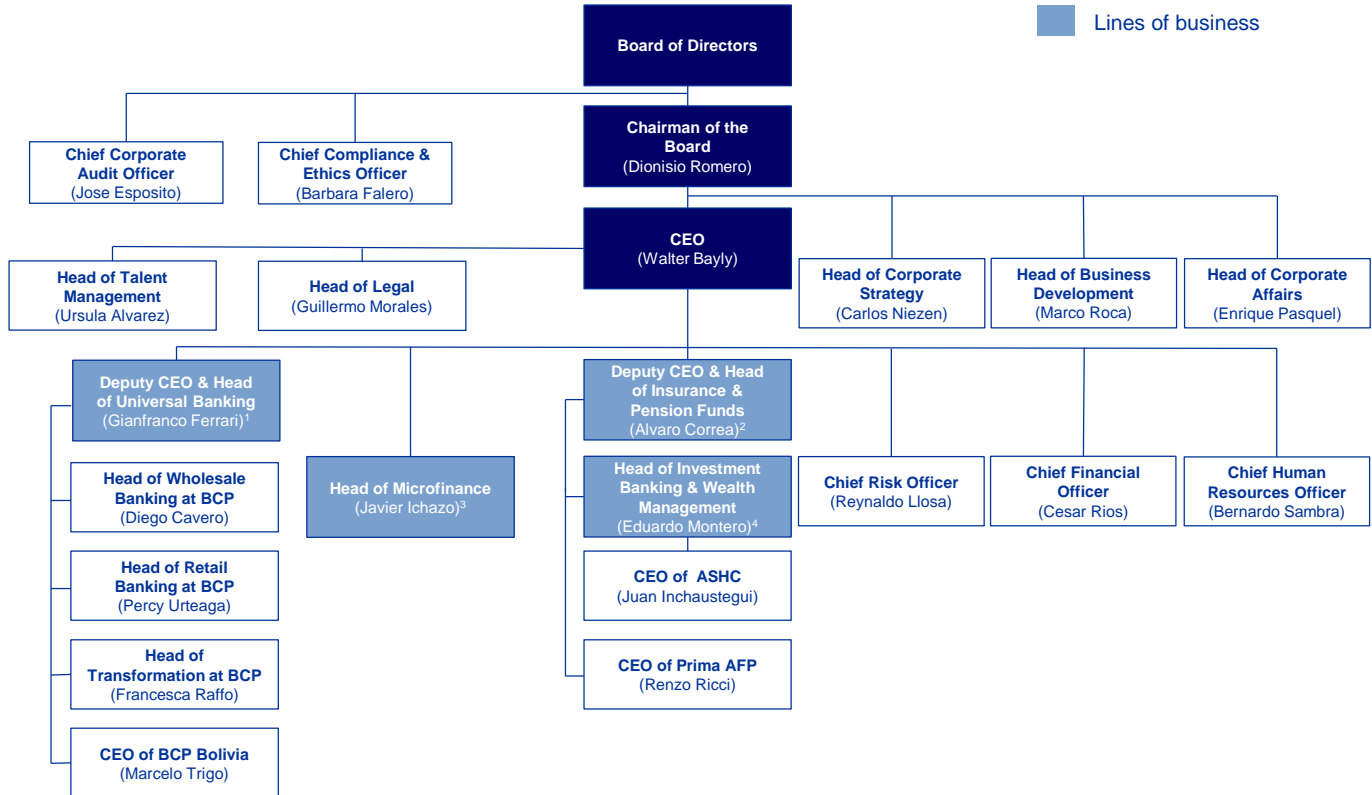 Lines of business
Board of Directors
Chairman of the
Board
(Dionisio Romero)
Chief Corporate
Audit Officer
(Jose Esposito)
Chief Compliance &
Ethics Officer
(Barbara Falero)
CEO
(Walter Bayly)
Head of Talent
Management
(Ursula Alvarez)
Head of Legal
(Guillermo Morales)
Head of Corporate
Strategy
(Carlos Niezen)
Head of Business
Development
(Marco Roca)
Head of Corporate
Affairs
(Enrique Pasquel)
Deputy CEO & Head
of Universal Banking
(Gianfranco Ferrari)¹
Deputy CEO & Head
of Insurance &
Pension Funds
(Alvaro Correa)²
Head of Wholesale
Banking at BCP
(Diego Cavero)
Head of Microfinance
(Javier Ichazo)³
Head of Investment
Banking & Wealth
Management
(Eduardo Montero)⁴
Chief Risk Officer
(Reynaldo Llosa)
Chief Financial
Officer
(Cesar Rios)
Chief Human
Resources Officer
(Bernardo Sambra)
Head of Retail
Banking at BCP
(Percy Urteaga)
CEO of ASHC
(Juan Inchaustegui)
Head of
Transformation at BCP
(Francesca Raffo)
CEO of Prima AFP
(Renzo Ricci)
CEO of BCP Bolivia
(Marcelo Trigo)